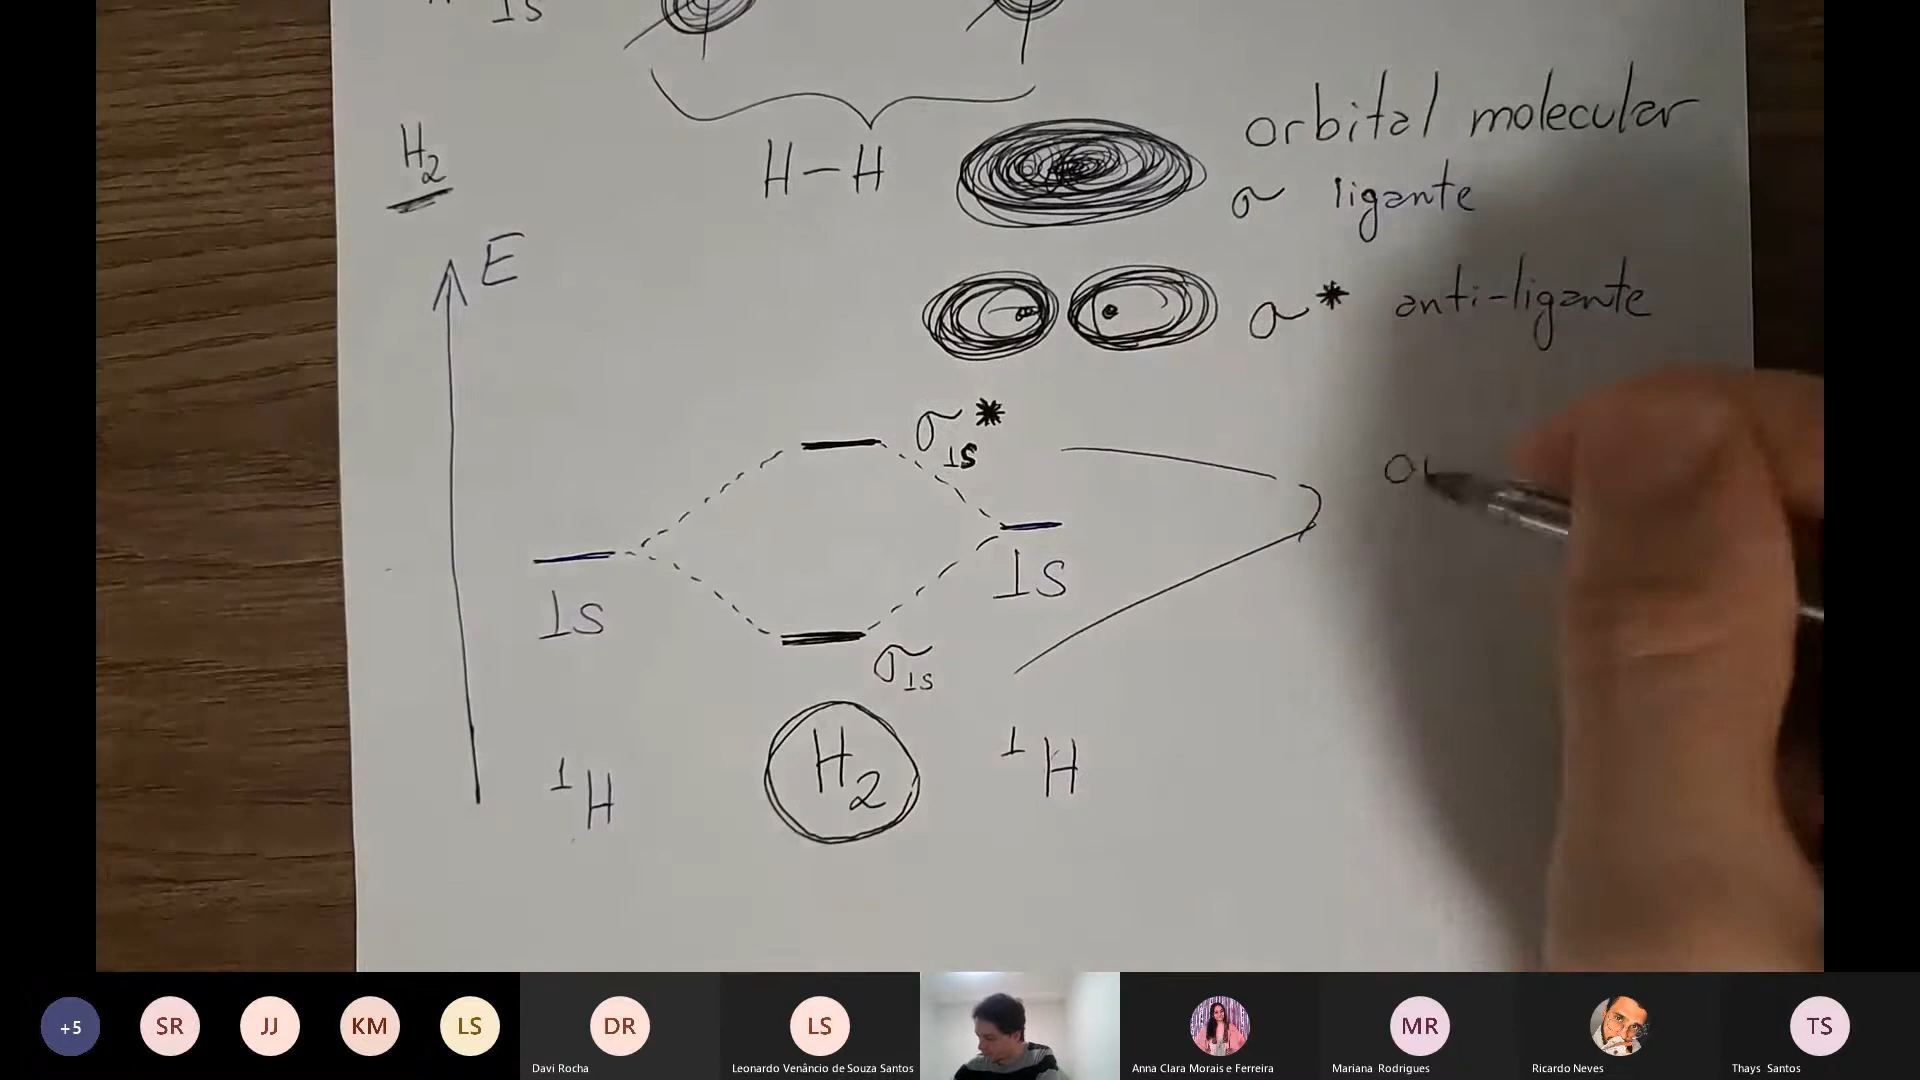 1s
H—H
orbital molecular
σ ligante
H₂
E
σ* anti-ligante
σ1s*
1s
1s
σ1s
¹H
H₂
¹H
+5
SR
JJ
KM
LS
DR
Davi Rocha
LS
Leonardo Venâncio de Souza Santos
Anna Clara Morais e Ferreira
MR
Mariana Rodrigues
Ricardo Neves
TS
Thays Santos